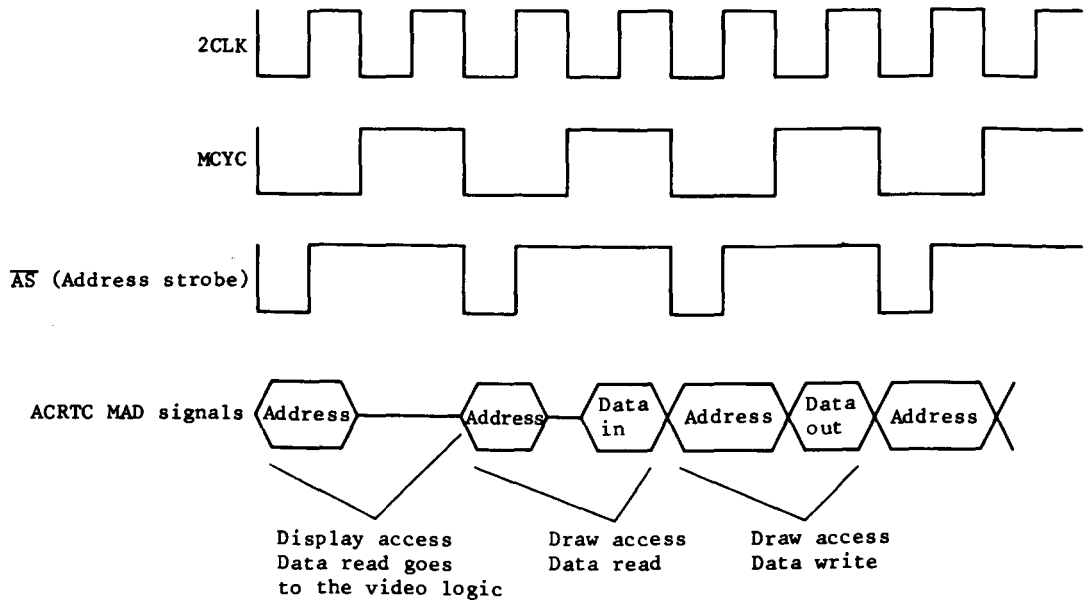 2CLK
MCYC
A̅S̅ (Address strobe)
ACRTC MAD signals
Address
Address
Data
in
Address
Data
out
Address
Display access
Data read goes
to the video logic
Draw access
Data read
Draw access
Data write